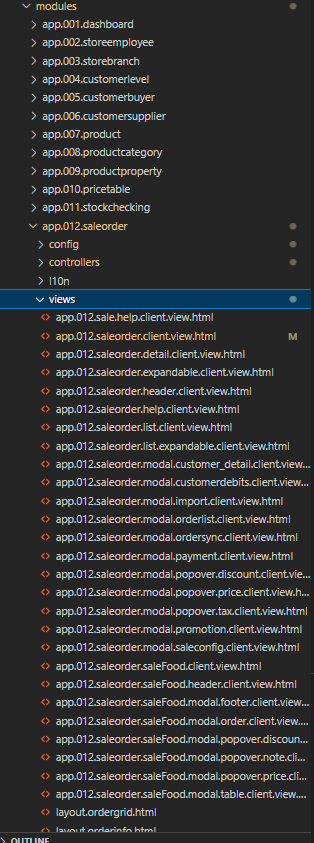 modules
app.001.dashboard
app.002.storeemployee
app.003.storebranch
app.004.customerlevel
app.005.customerbuyer
app.006.customersupplier
app.007.product
app.008.productcategory
app.009.productproperty
app.010.pricetable
app.011.stockchecking
app.012.saleorder
config
controllers
l10n
views
app.012.sale.help.client.view.html
app.012.saleorder.client.view.html M
app.012.saleorder.detail.client.view.html
app.012.saleorder.expandable.client.view.html
app.012.saleorder.header.client.view.html
app.012.saleorder.help.client.view.html
app.012.saleorder.list.client.view.html
app.012.saleorder.list.expandable.client.view.html
app.012.saleorder.modal.customer_detail.client.view...
app.012.saleorder.modal.customerdebits.client.view...
app.012.saleorder.modal.import.client.view.html
app.012.saleorder.modal.orderlist.client.view.html
app.012.saleorder.modal.ordersync.client.view.html
app.012.saleorder.modal.payment.client.view.html
app.012.saleorder.modal.popover.discount.client.vie...
app.012.saleorder.modal.popover.price.client.view.h...
app.012.saleorder.modal.popover.tax.client.view.html
app.012.saleorder.modal.promotion.client.view.html
app.012.saleorder.modal.saleconfig.client.view.html
app.012.saleorder.saleFood.client.view.html
app.012.saleorder.saleFood.header.client.view.html
app.012.saleorder.saleFood.modal.footer.client.view...
app.012.saleorder.saleFood.modal.order.client.view....
app.012.saleorder.saleFood.modal.popover.discoun...
app.012.saleorder.saleFood.modal.popover.note.cli...
app.012.saleorder.saleFood.modal.popover.price.cli...
app.012.saleorder.saleFood.modal.table.client.view....
layout.ordergrid.html
layout.orderinfo.html
OUTLINE